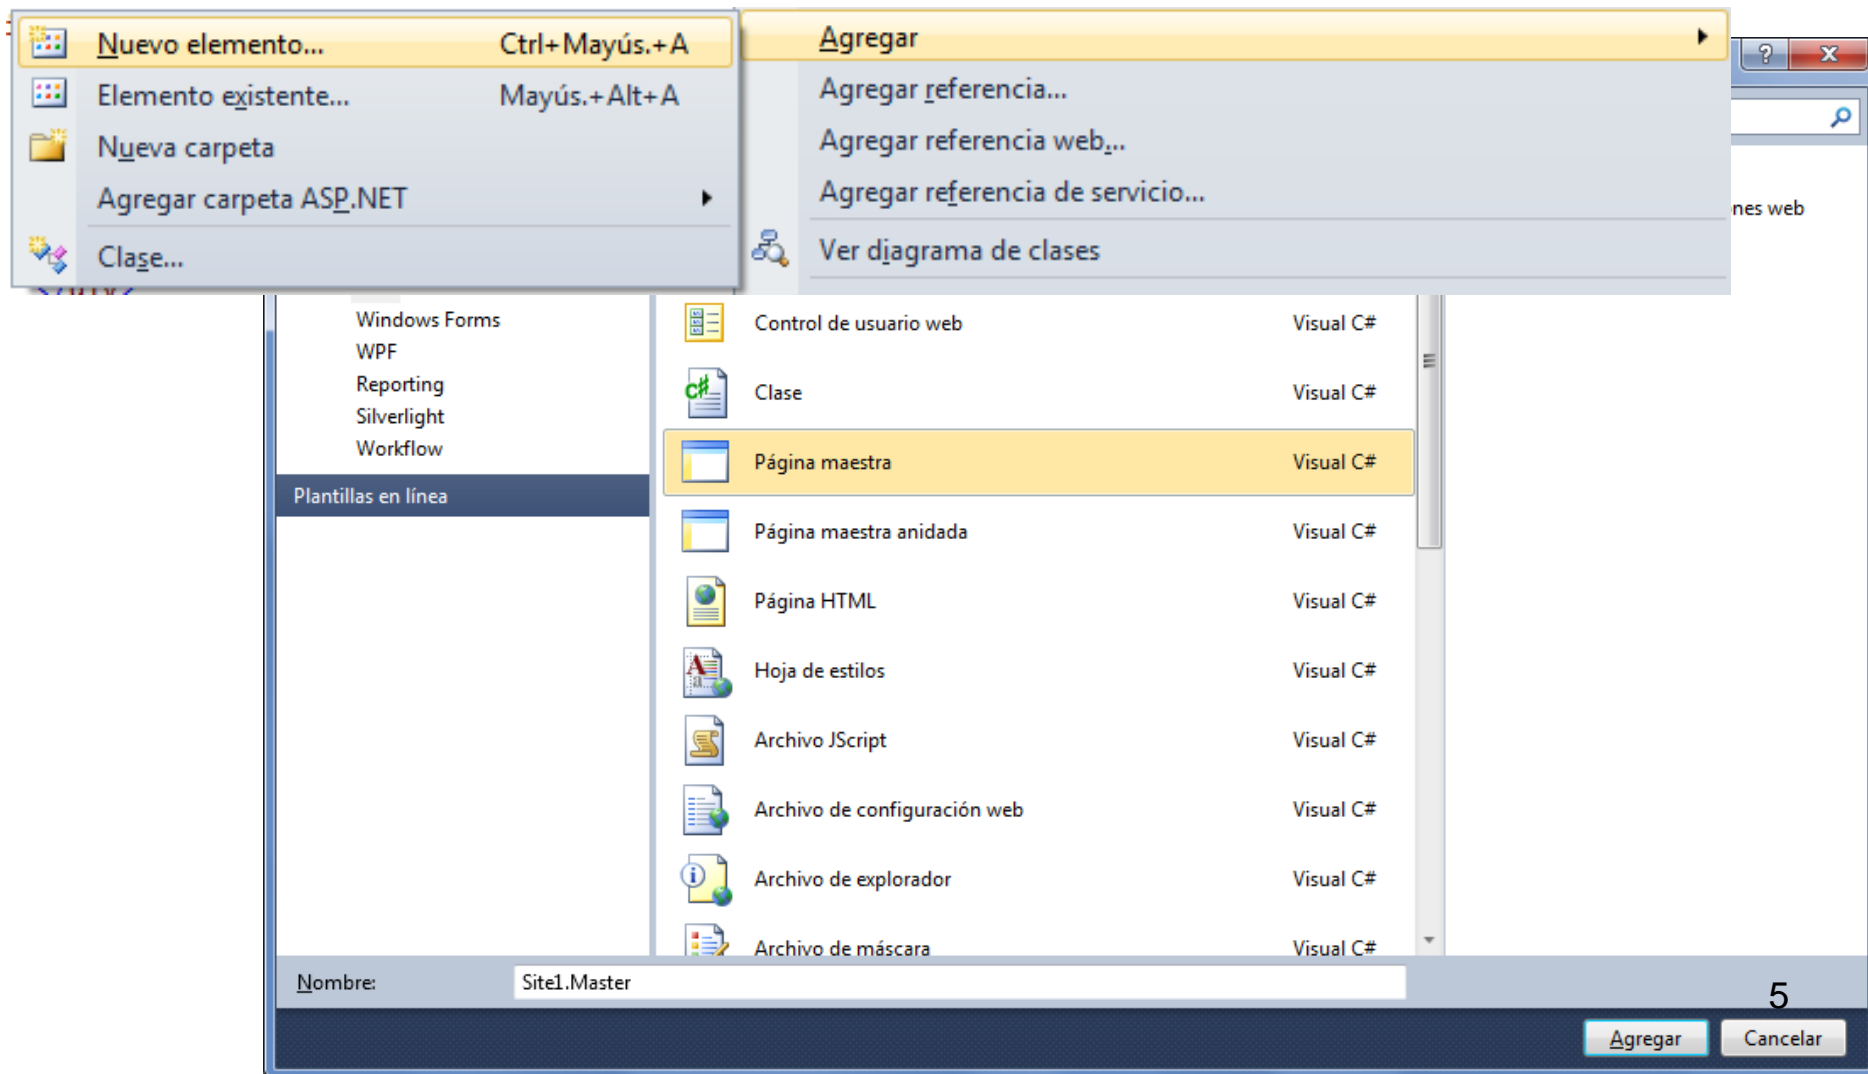 Nuevo elemento... Ctrl+Mayús.+A
Elemento existente... Mayús.+Alt+A
Nueva carpeta
Agregar carpeta ASP.NET
Clase...
Agregar
Agregar referencia...
Agregar referencia web...
Agregar referencia de servicio...
Ver diagrama de clases
nes web
Windows Forms
WPF
Reporting
Silverlight
Workflow
Plantillas en línea
Control de usuario web Visual C#
Clase Visual C#
Página maestra Visual C#
Página maestra anidada Visual C#
Página HTML Visual C#
Hoja de estilos Visual C#
Archivo JScript Visual C#
Archivo de configuración web Visual C#
Archivo de explorador Visual C#
Archivo de máscara Visual C#
Nombre: Site1.Master
5
Agregar Cancelar